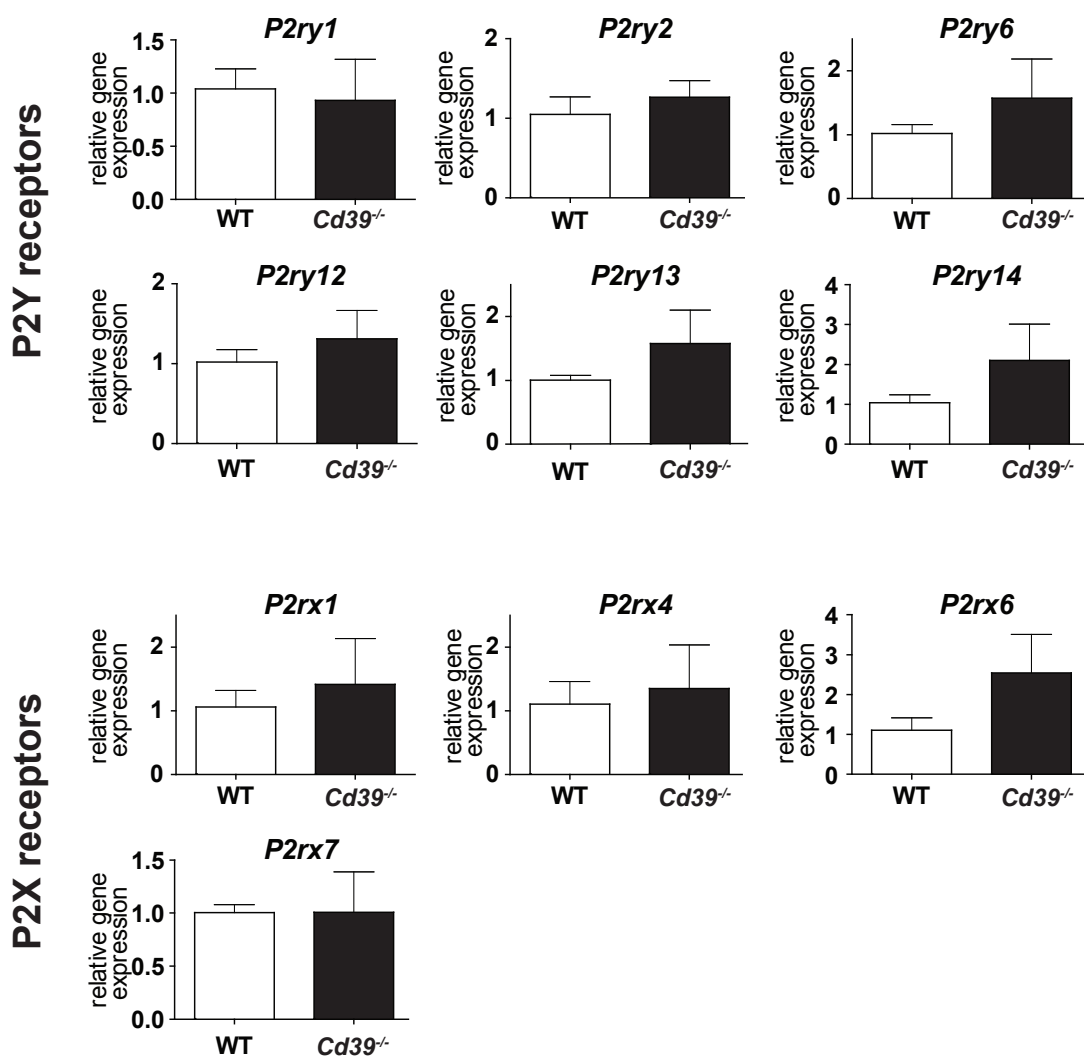 P2Y receptors
P2ry1
relative gene
expression
1.5
1.0
0.5
0.0
WT
Cd39-/-
P2ry2
relative gene
expression
2
1
0
WT
Cd39-/-
P2ry6
relative gene
expression
2
1
0
WT
Cd39-/-
P2ry12
relative gene
expression
2
1
0
WT
Cd39-/-
P2ry13
relative gene
expression
2
1
0
WT
Cd39-/-
P2ry14
relative gene
expression
4
3
2
1
0
WT
Cd39-/-
P2X receptors
P2rx1
relative gene
expression
2
1
0
WT
Cd39-/-
P2rx4
relative gene
expression
2
1
0
WT
Cd39-/-
P2rx6
relative gene
expression
4
3
2
1
0
WT
Cd39-/-
P2rx7
relative gene
expression
1.5
1.0
0.5
0.0
WT
Cd39-/-